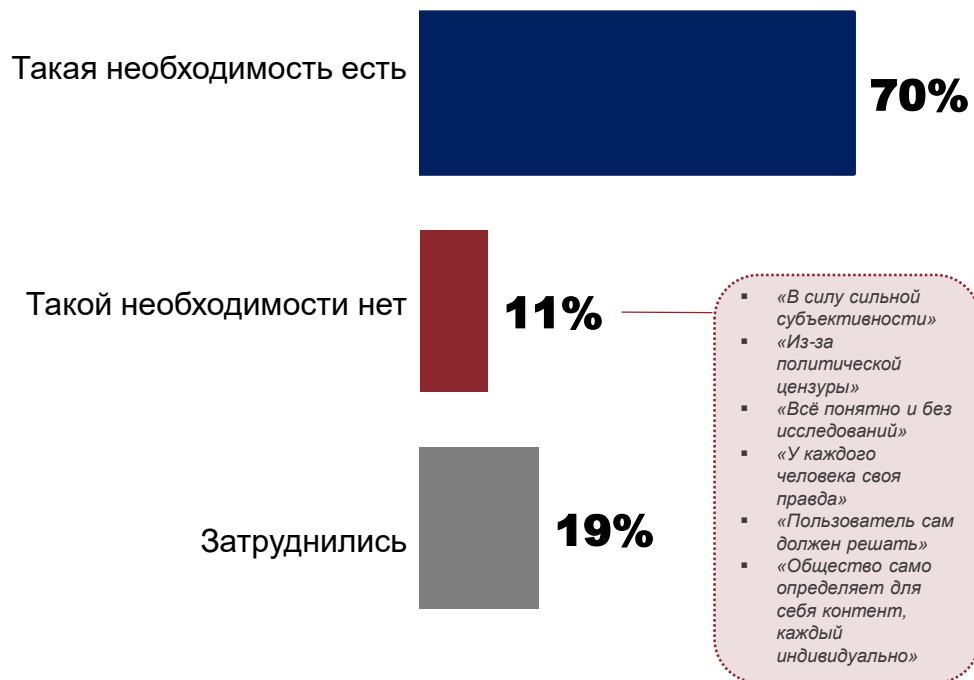 Такая необходимость есть
70%
Такой необходимости нет
11%
▪ «В силу сильной
субъективности»
▪ «Из-за
политической
цензуры»
▪ «Всё понятно и без
исследований»
▪ «У каждого
человека своя
правда»
▪ «Пользователь сам
должен решать»
▪ «Общество само
определяет для
себя контент,
каждый
индивидуально»
Затруднились
19%